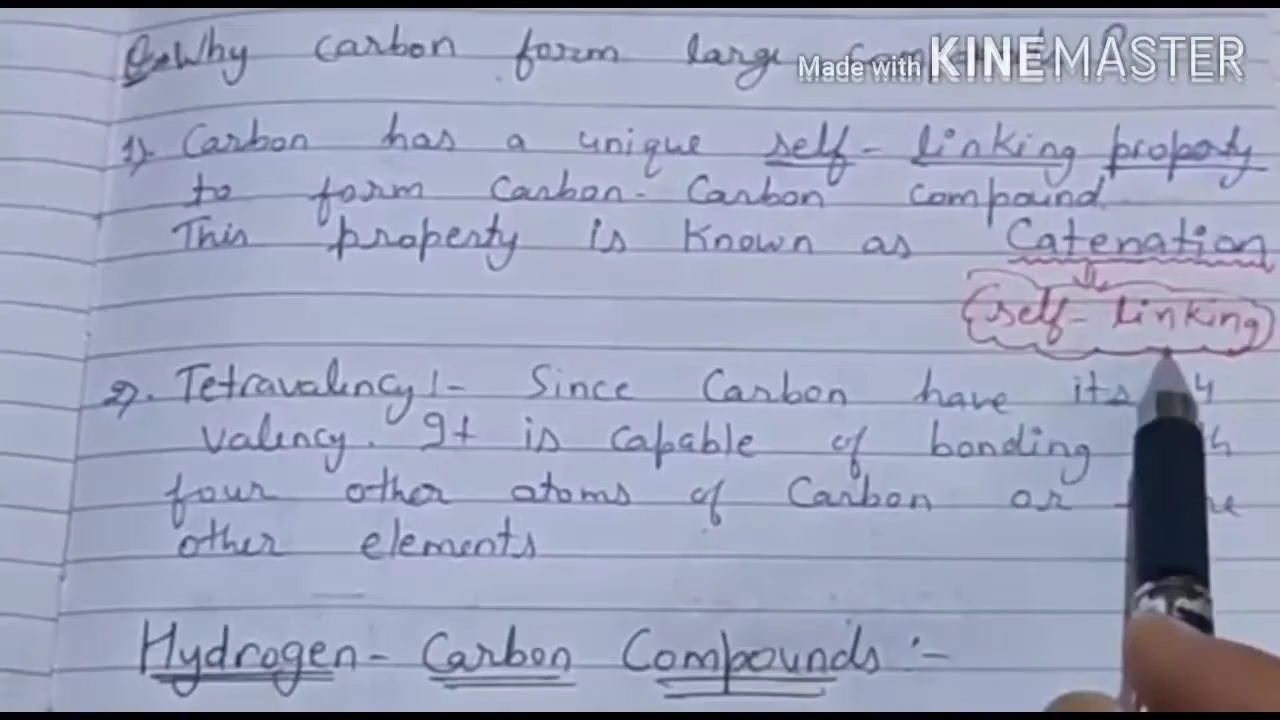 Q. Why carbon form large
Made with KINEMASTER
1). Carbon has a unique self-linking property
to form Carbon-Carbon compound.
This property is known as Catenation
self-linking
2). Tetravalency:- Since Carbon have its 4
valency. It is capable of bonding
four other atoms of Carbon or
other elements
Hydrogen-Carbon Compounds:-